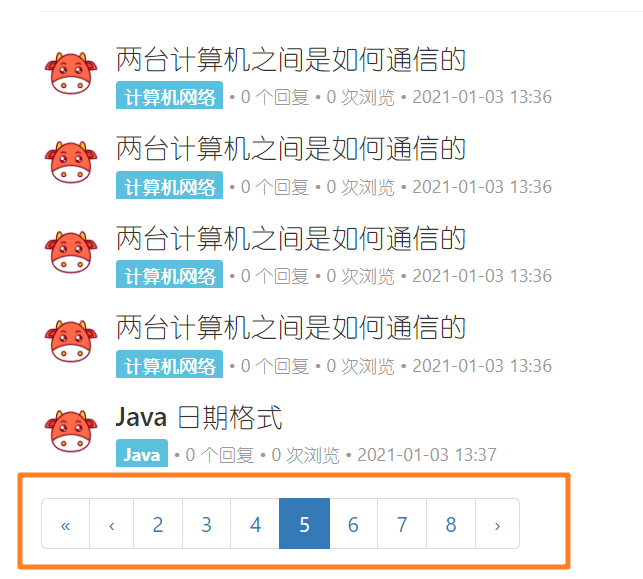 两台计算机之间是如何通信的
计算机网络 • 0 个回复 • 0 次浏览 • 2021-01-03 13:36
两台计算机之间是如何通信的
计算机网络 • 0 个回复 • 0 次浏览 • 2021-01-03 13:36
两台计算机之间是如何通信的
计算机网络 • 0 个回复 • 0 次浏览 • 2021-01-03 13:36
两台计算机之间是如何通信的
计算机网络 • 0 个回复 • 0 次浏览 • 2021-01-03 13:36
Java 日期格式
Java • 0 个回复 • 0 次浏览 • 2021-01-03 13:37
« ‹ 2 3 4 5 6 7 8 ›